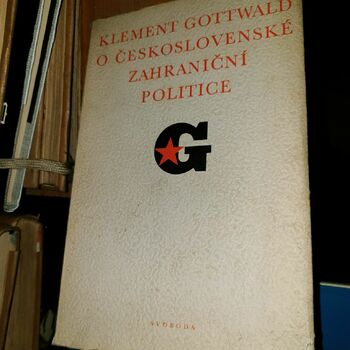 KLEMENT GOTTWALD
O ČESKOSLOVENSKÉ
ZAHRANIČNÍ
POLITICE
G
SVOBODA